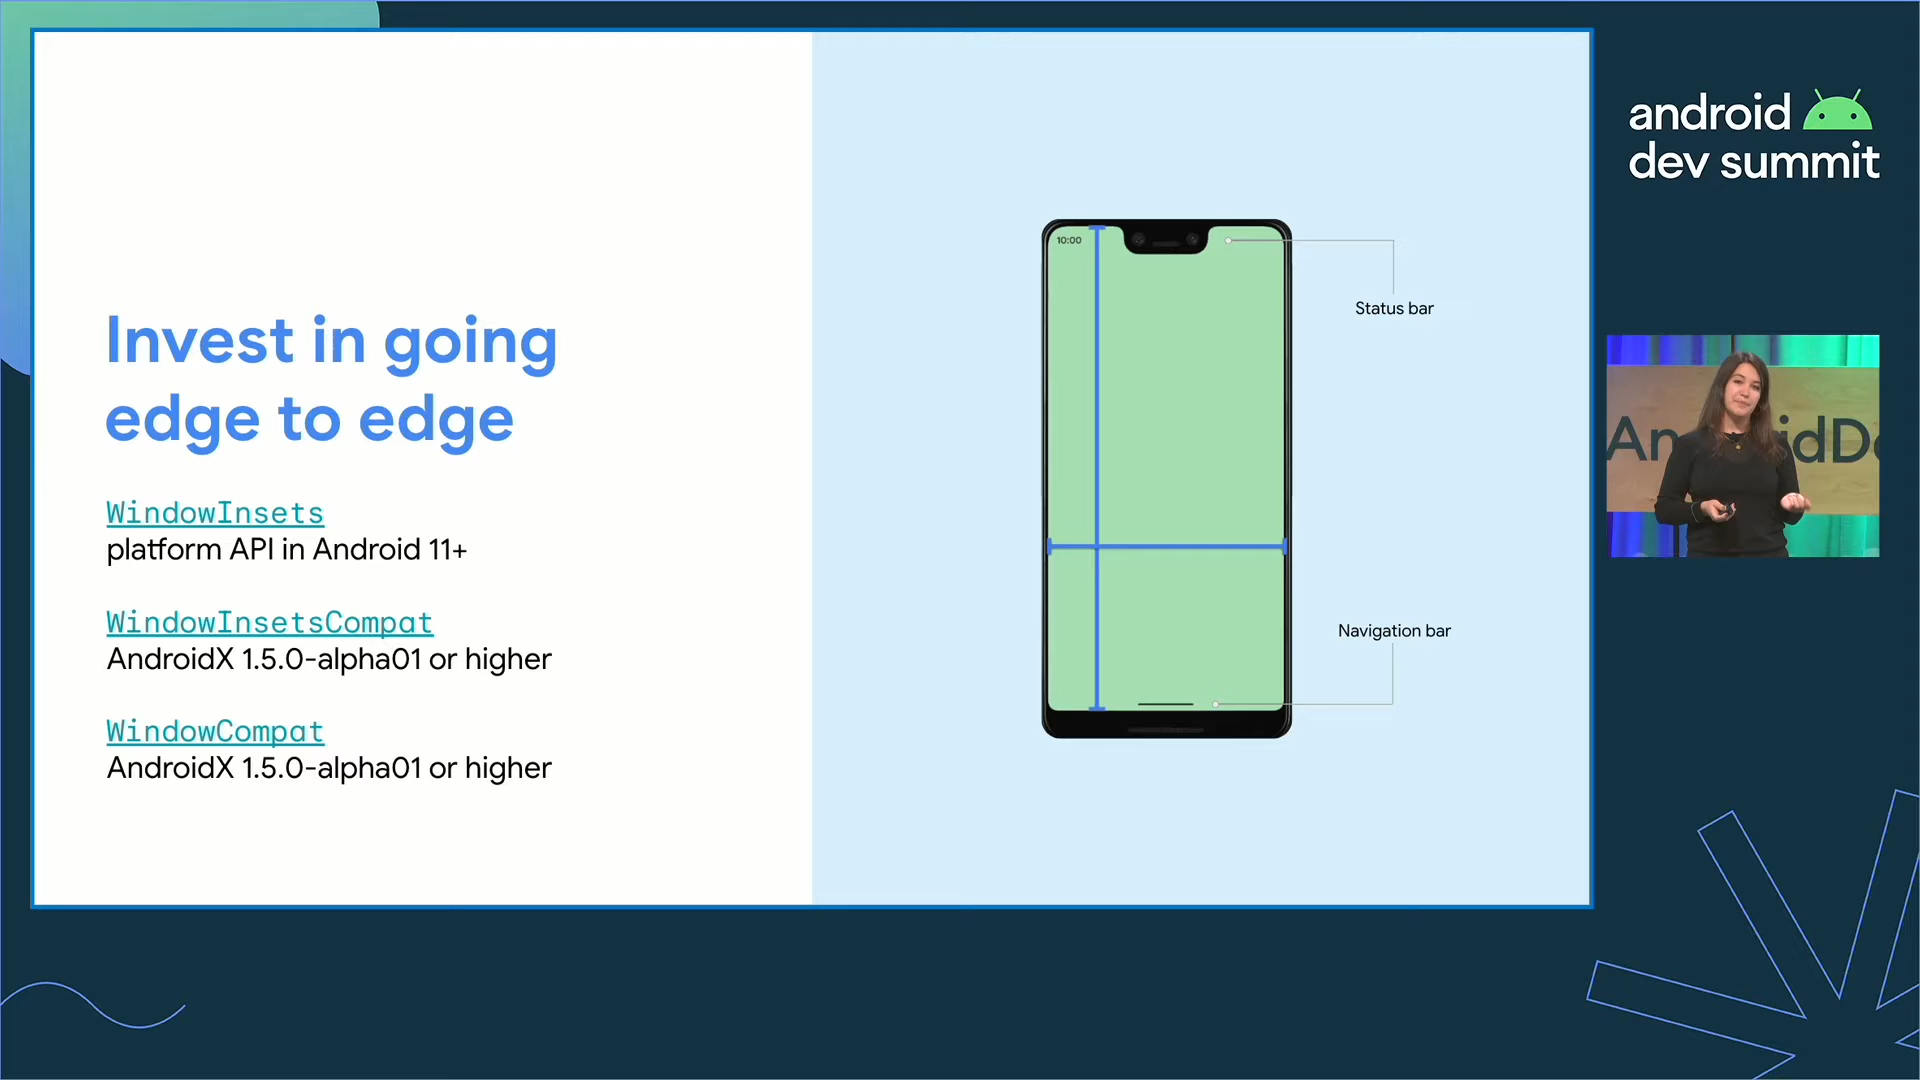 Invest in going
edge to edge
WindowInsets
platform API in Android 11+
WindowInsetsCompat
AndroidX 1.5.0-alpha01 or higher
WindowCompat
AndroidX 1.5.0-alpha01 or higher
10:00
Status bar
Navigation bar
android
dev summit